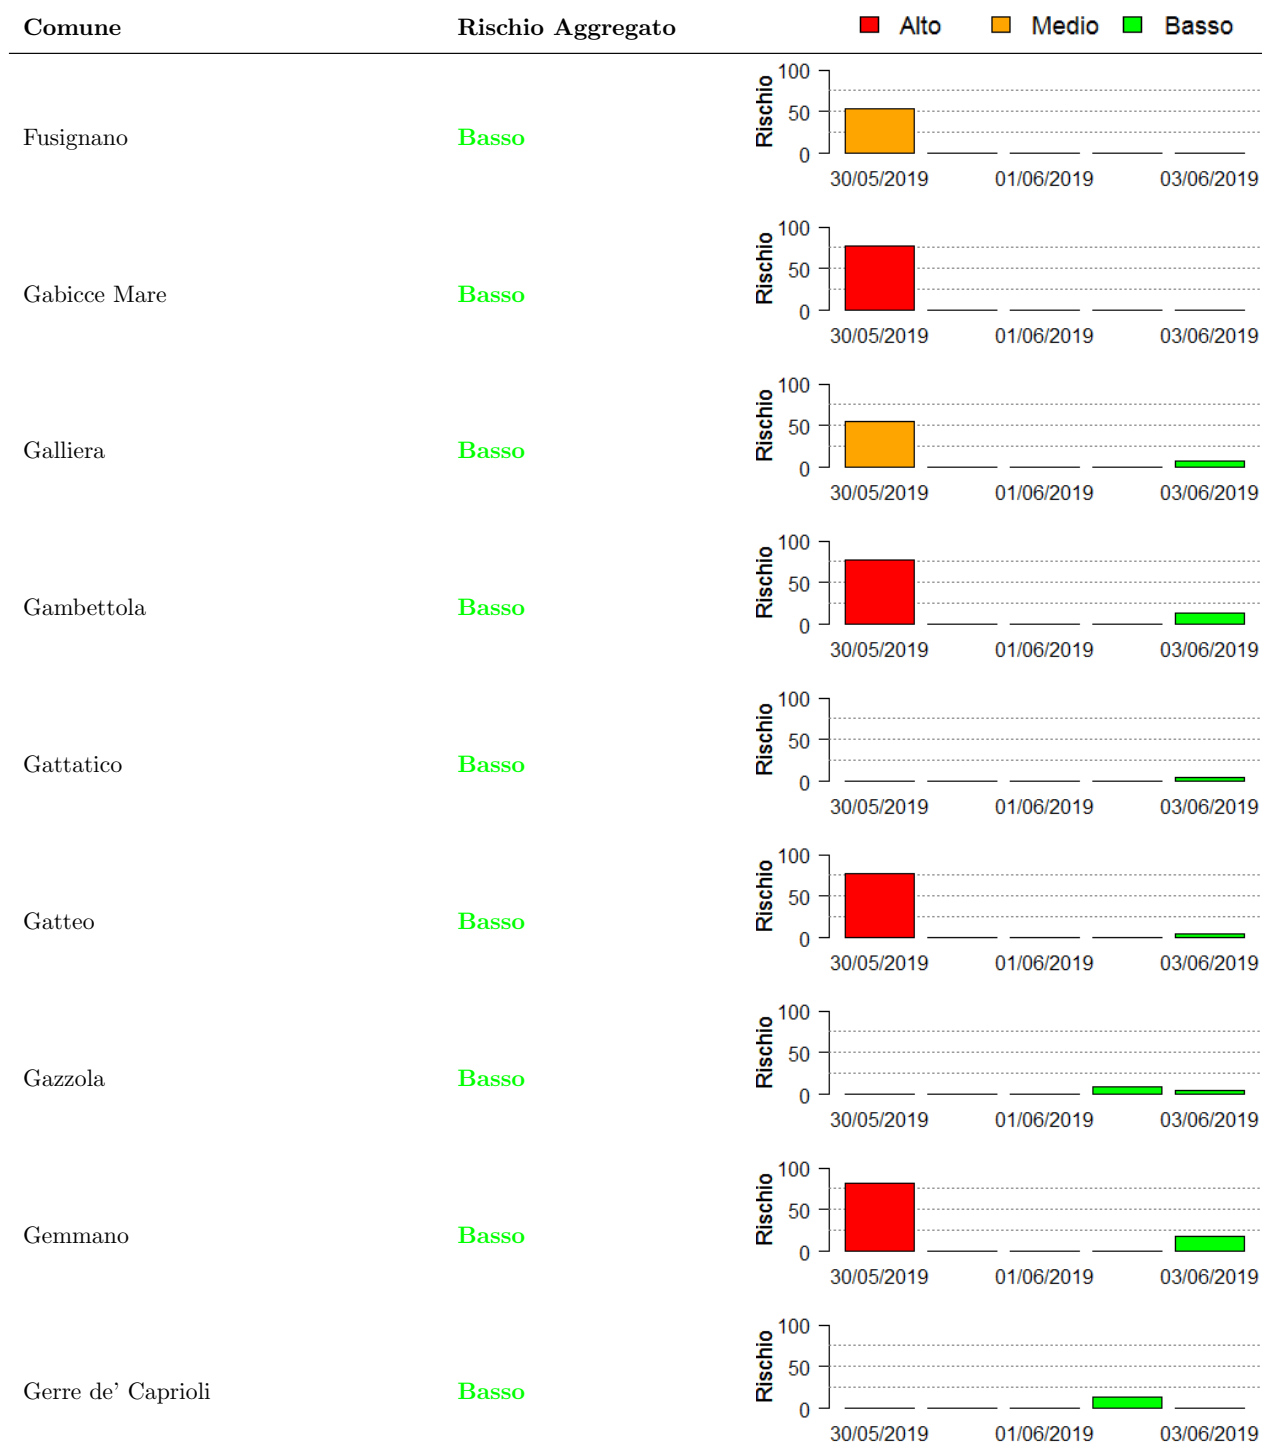 Comune Rischio Aggregato Alto Medio Basso
100
50
0
Rischio
Fusignano Basso
30/05/2019 01/06/2019 03/06/2019
100
50
0
Rischio
Gabicce Mare Basso
30/05/2019 01/06/2019 03/06/2019
100
50
0
Rischio
Galliera Basso
30/05/2019 01/06/2019 03/06/2019
100
50
0
Rischio
Gambettola Basso
30/05/2019 01/06/2019 03/06/2019
100
50
0
Rischio
Gattatico Basso
30/05/2019 01/06/2019 03/06/2019
100
50
0
Rischio
Gatteo Basso
30/05/2019 01/06/2019 03/06/2019
100
50
0
Rischio
Gazzola Basso
30/05/2019 01/06/2019 03/06/2019
100
50
0
Rischio
Gemmano Basso
30/05/2019 01/06/2019 03/06/2019
100
50
0
Rischio
Gerre de' Caprioli Basso
30/05/2019 01/06/2019 03/06/2019